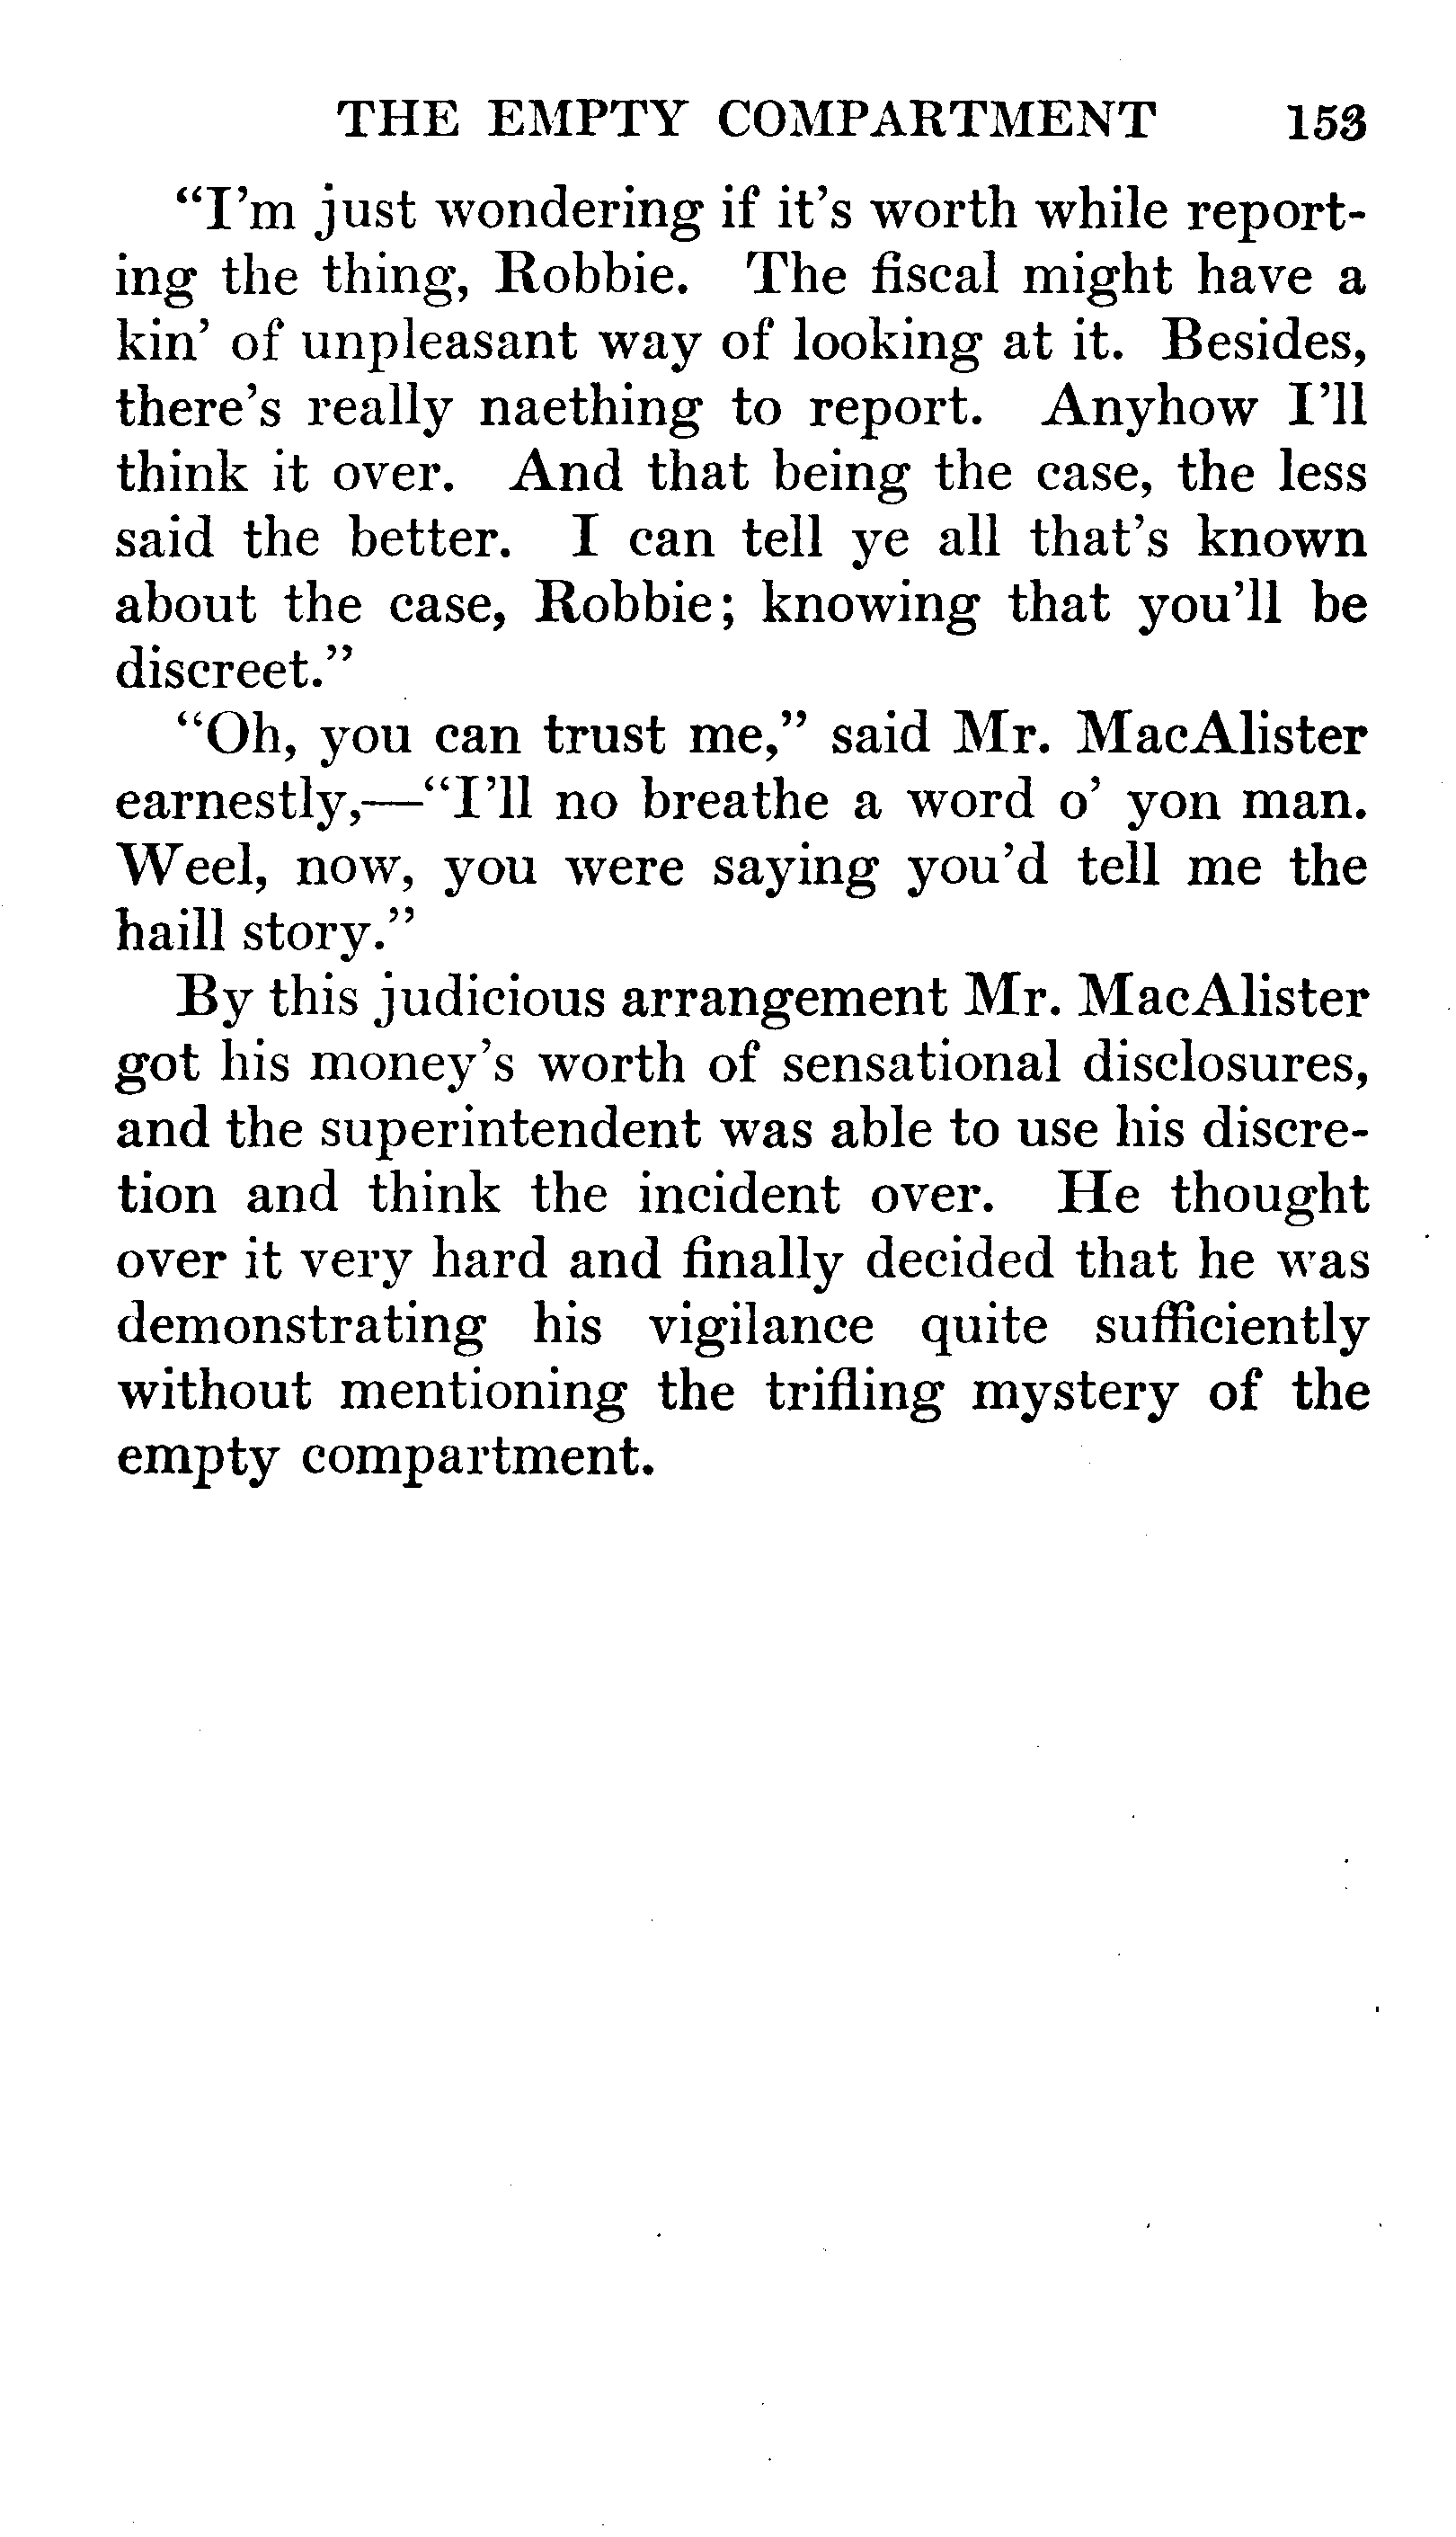 THE EMPTY COMPARTMENT 153
“I’m just wondering if it’s worth while report-
ing the thing, Robbie. The fiscal might have a
kin’ of unpleasant way of looking at it. Besides,
there’s really naething to report. Anyhow I’ll
think it over. And that being the case, the less
said the better. I can tell ye all that’s known
about the case, Robbie; knowing that you’ll be
discreet.”
“Oh, you can trust me,” said Mr. MacAlister
earnestly,—“I’ll no breathe a word o’ yon man.
Weel, now, you were saying you’d tell me the
haill story.”
By this judicious arrangement Mr. MacAlister
got his money’s worth of sensational disclosures,
and the superintendent was able to use his discre-
tion and think the incident over. He thought
over it very hard and finally decided that he was
demonstrating his vigilance quite sufficiently
without mentioning the trifling mystery of the
empty compartment.